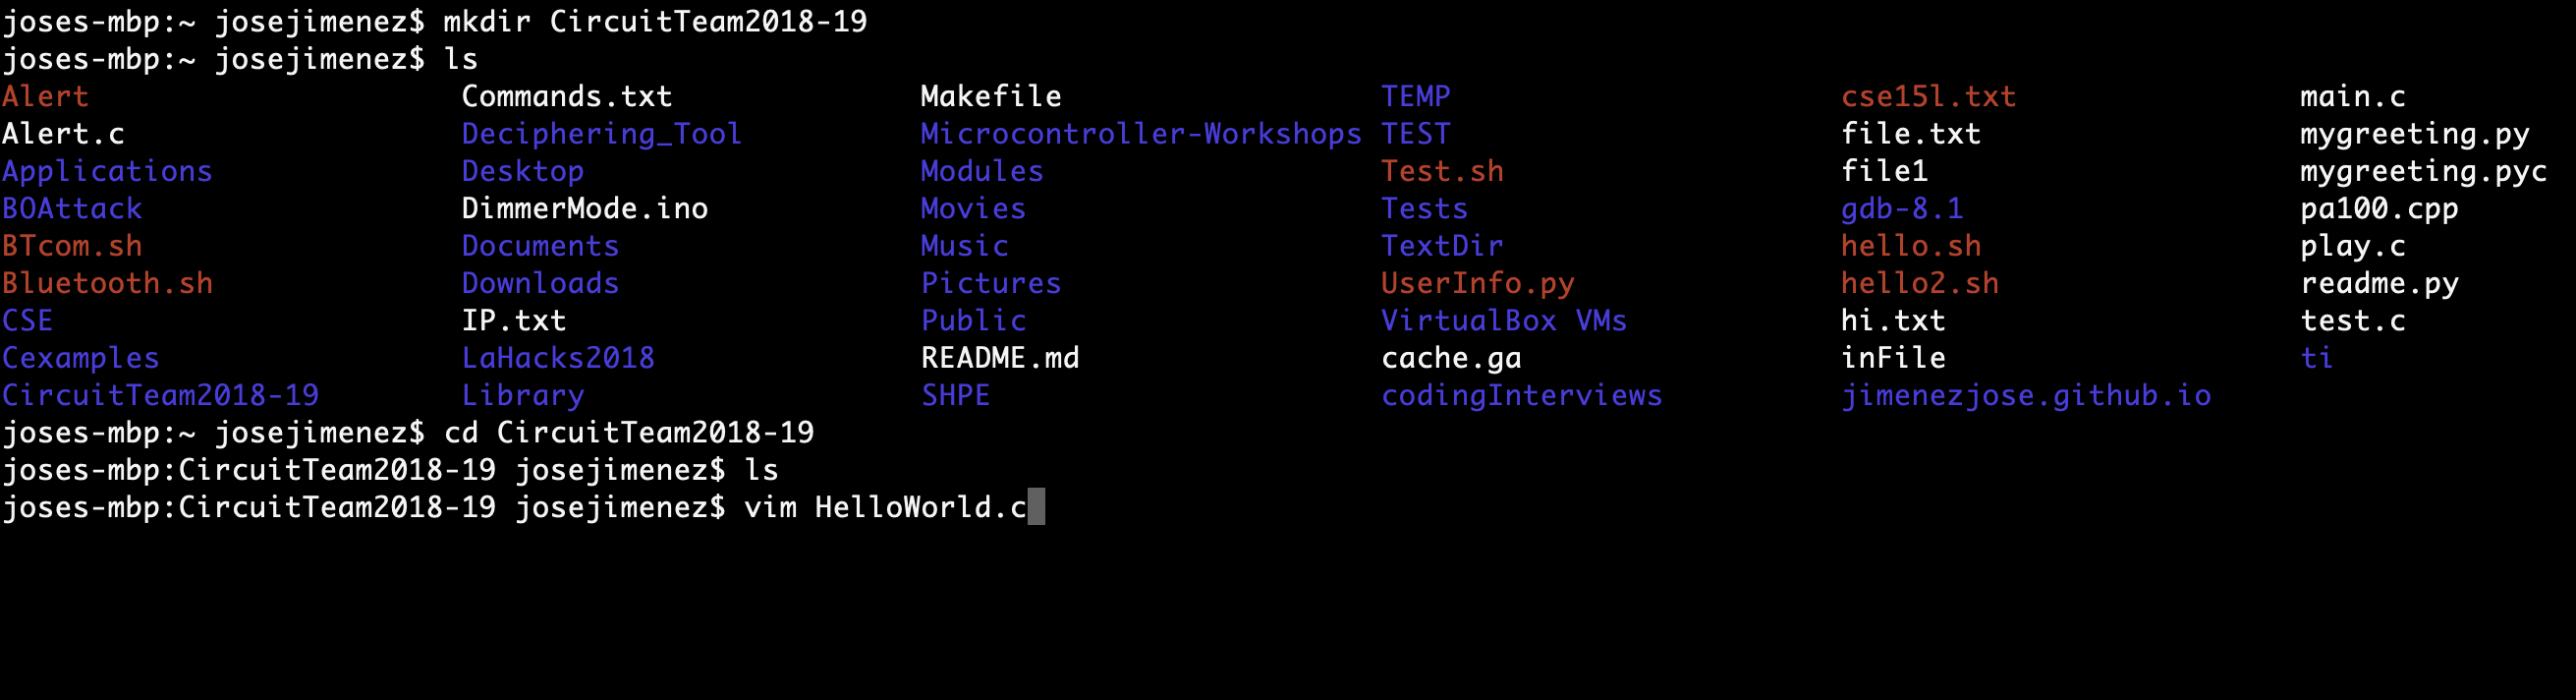 joses-mbp:~ josejimenez$ mkdir CircuitTeam2018-19
joses-mbp:~ josejimenez$ ls
Alert Commands.txt Makefile TEMP cse15l.txt main.c
Alert.c Deciphering_Tool Microcontroller-Workshops TEST file.txt mygreeting.py
Applications Desktop Modules Test.sh file1 mygreeting.pyc
BOAttack DimmerMode.ino Movies Tests gdb-8.1 pa100.cpp
BTcom.sh Documents Music TextDir hello.sh play.c
Bluetooth.sh Downloads Pictures UserInfo.py hello2.sh readme.py
CSE IP.txt Public VirtualBox VMs hi.txt test.c
Cexamples LaHacks2018 README.md cache.ga inFile ti
CircuitTeam2018-19 Library SHPE codingInterviews jimenezjose.github.io
joses-mbp:~ josejimenez$ cd CircuitTeam2018-19
joses-mbp:CircuitTeam2018-19 josejimenez$ ls
joses-mbp:CircuitTeam2018-19 josejimenez$ vim HelloWorld.c